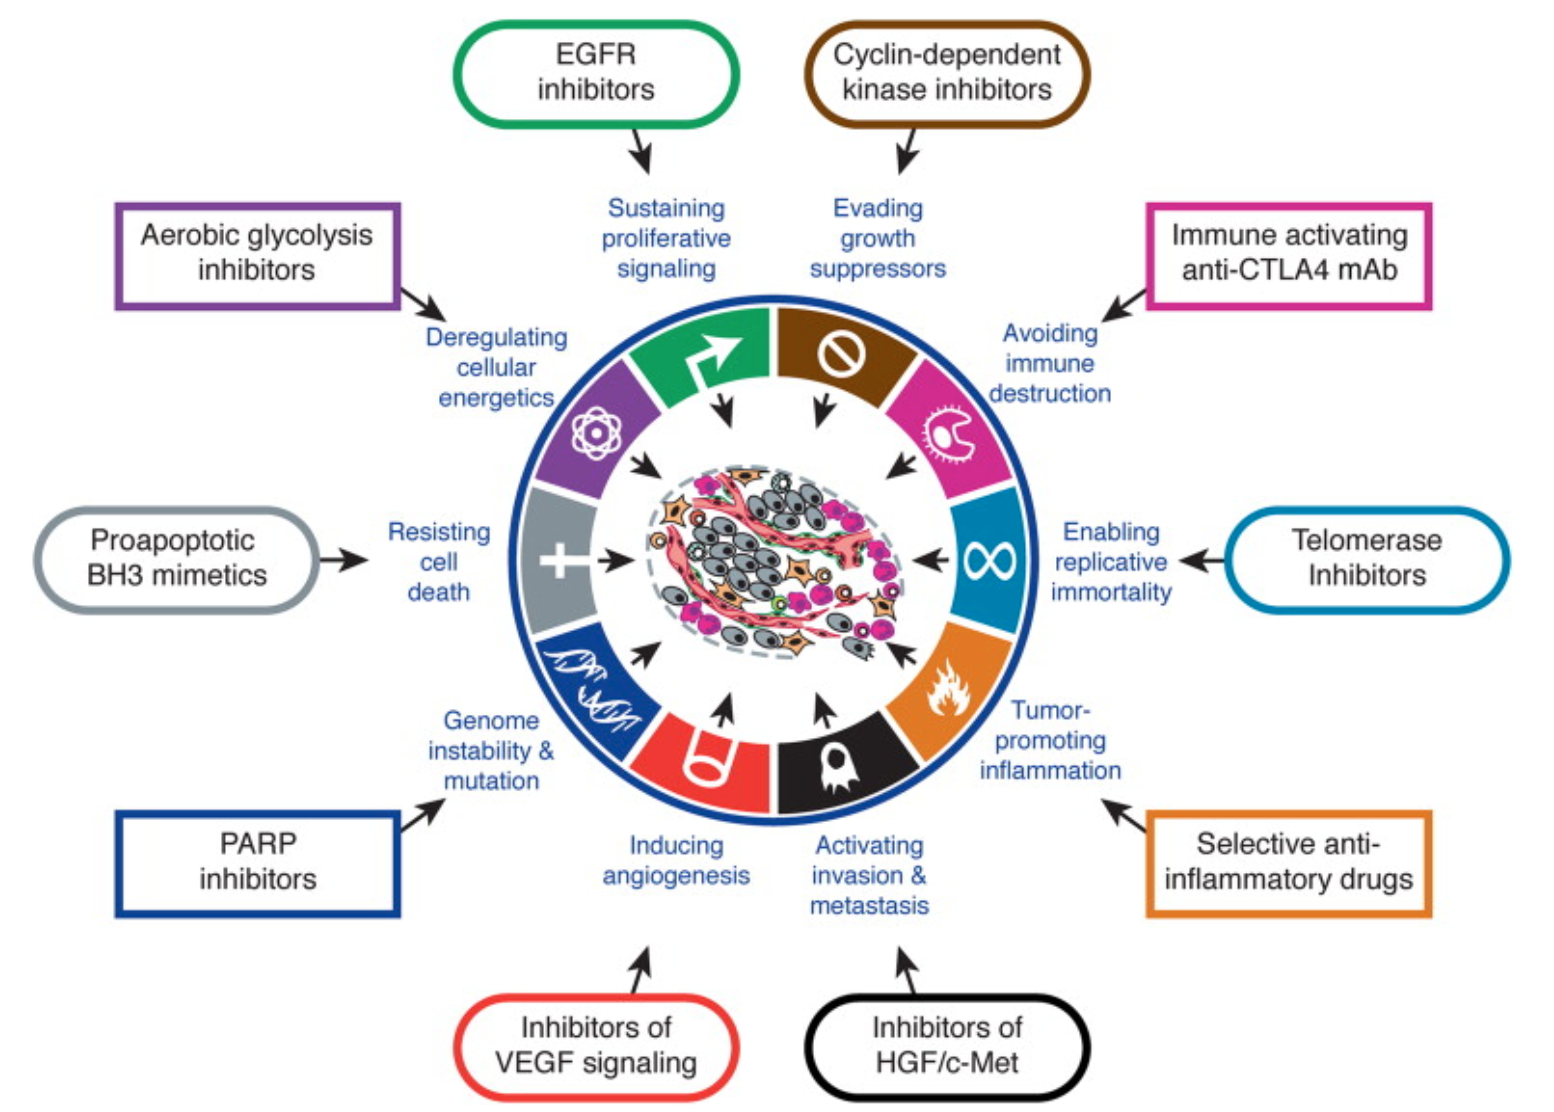 EGFR
inhibitors
Cyclin-dependent
kinase inhibitors
Aerobic glycolysis
inhibitors
Sustaining
proliferative
signaling
Evading
growth
suppressors
Immune activating
anti-CTLA4 mAb
Deregulating
cellular
energetics
Avoiding
immune
destruction
Proapoptotic
BH3 mimetics
Resisting
cell
death
Enabling
replicative
immortality
Telomerase
Inhibitors
Genome
instability &
mutation
Tumor-
promoting
inflammation
PARP
inhibitors
Inducing
angiogenesis
Activating
invasion &
metastasis
Selective anti-
inflammatory drugs
Inhibitors of
VEGF signaling
Inhibitors of
HGF/c-Met